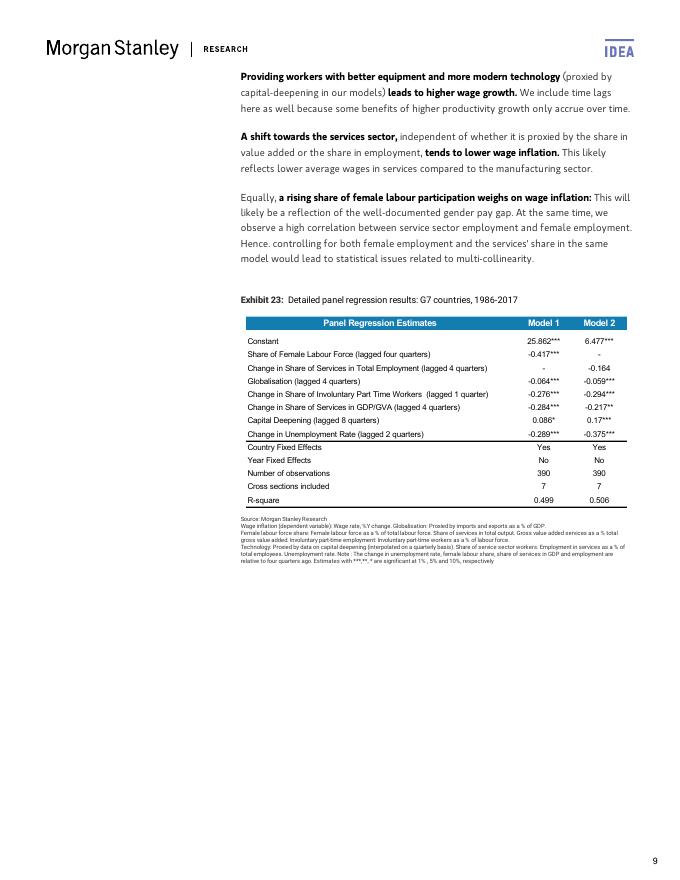 Morgan Stanley | RESEARCH
IDEA
Providing workers with better equipment and more modern technology (proxied by
capital-deepening in our models) leads to higher wage growth. We include time lags
here as well because some benefits of higher productivity growth only accrue over time.
A shift towards the services sector, independent of whether it is proxied by the share in
value added or the share in employment, tends to lower wage inflation. This likely
reflects lower average wages in services compared to the manufacturing sector.
Equally, a rising share of female labour participation weighs on wage inflation: This will
likely be a reflection of the well-documented gender pay gap. At the same time, we
observe a high correlation between service sector employment and female employment.
Hence. controlling for both female employment and the services' share in the same
model would lead to statistical issues related to multi-collinearity.
Exhibit 23: Detailed panel regression results: G7 countries, 1986-2017
Panel Regression Estimates Model 1 Model 2
Constant 25.862*** 6.477***
Share of Female Labour Force (lagged four quarters) -0.417*** -
Change in Share of Services in Total Employment (lagged 4 quarters) - -0.164
Globalisation (lagged 4 quarters) -0.064*** -0.059***
Change in Share of Involuntary Part Time Workers (lagged 1 quarter) -0.276*** -0.294***
Change in Share of Services in GDP/GVA (lagged 4 quarters) -0.284*** -0.217**
Capital Deepening (lagged 8 quarters) 0.086* 0.17***
Change in Unemployment Rate (lagged 2 quarters) -0.289*** -0.375***
Country Fixed Effects Yes Yes
Year Fixed Effects No No
Number of observations 390 390
Cross sections included 7 7
R-square 0.499 0.506
Source: Morgan Stanley Research
Wage inflation (dependent variable): Wage rate, %Y change. Globalisation: Proxied by imports and exports as a % of GDP.
Female labour force share: Female labour force as a % of total labour force. Share of services in total output. Gross value added services as a % total
gross value added. Involuntary part-time employment: Involuntary part-time workers as a % of labour force.
Technology: Proxied by data on capital deepening (interpolated on a quarterly basis). Share of service sector workers: Employment in services as a % of
total employees. Unemployment rate. Note : The change in unemployment rate, female labour share, share of services in GDP and employment are
relative to four quarters ago. Estimates with ***,**, * are significant at 1% , 5% and 10%, respectively
9